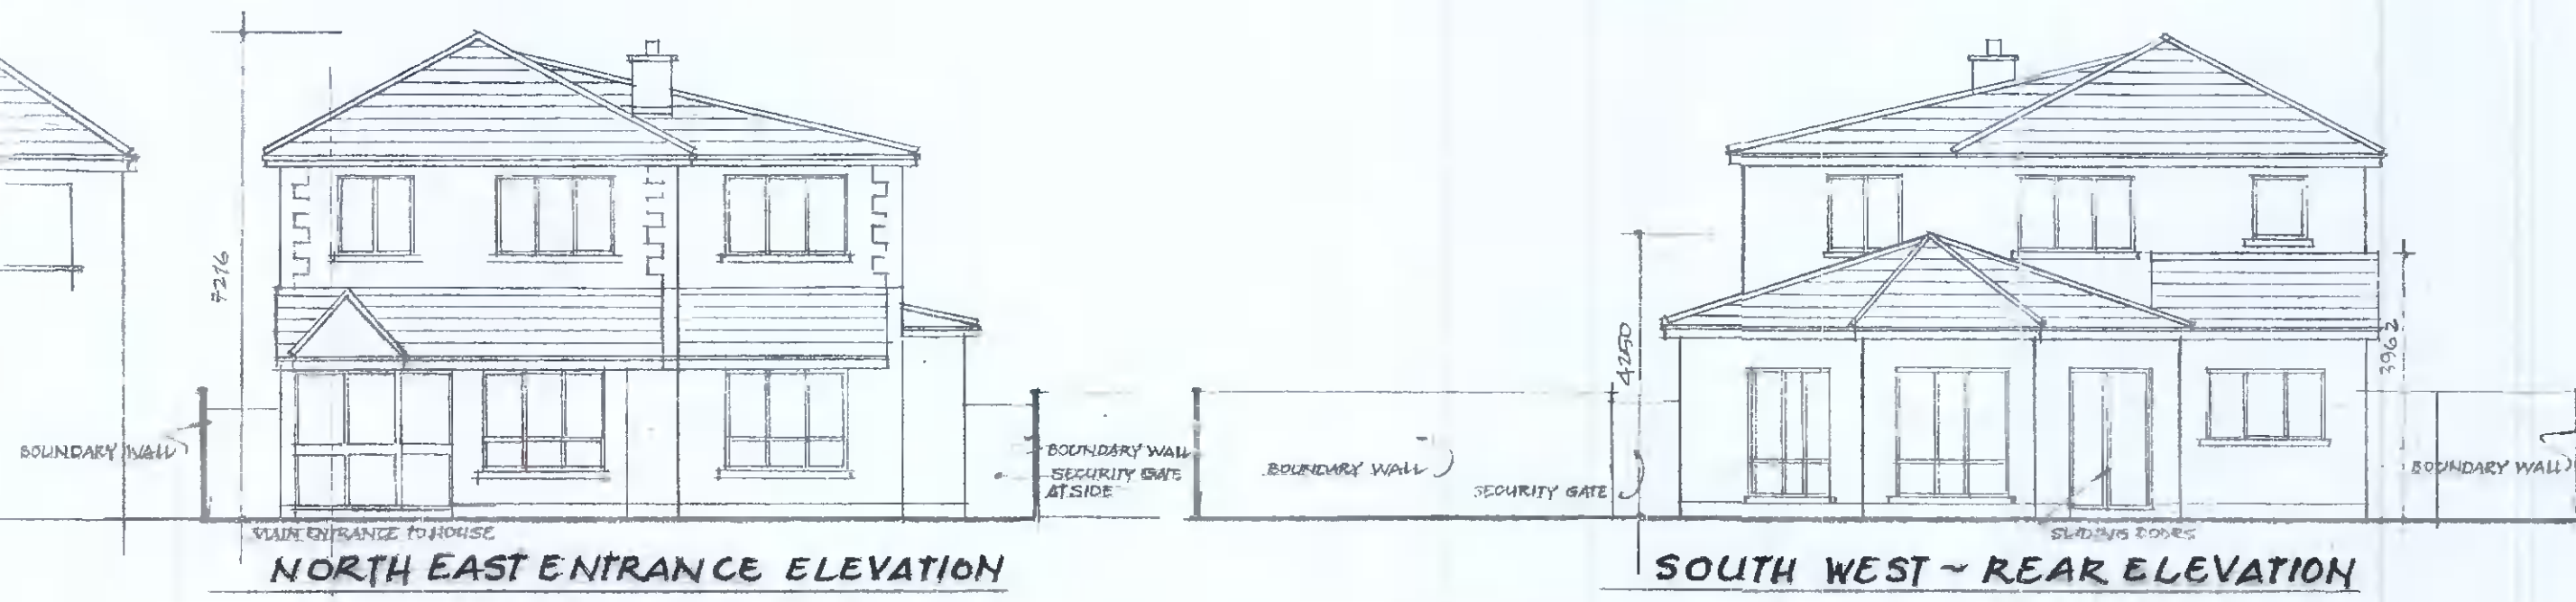 7216
BOUNDARY WALL
MAIN ENTRANCE TO HOUSE
NORTH EAST ENTRANCE ELEVATION
BOUNDARY WALL
SECURITY GATE
AT SIDE
BOUNDARY WALL
SECURITY GATE
4250
3962
BOUNDARY WALL
SLIDING DOORS
SOUTH WEST ~ REAR ELEVATION